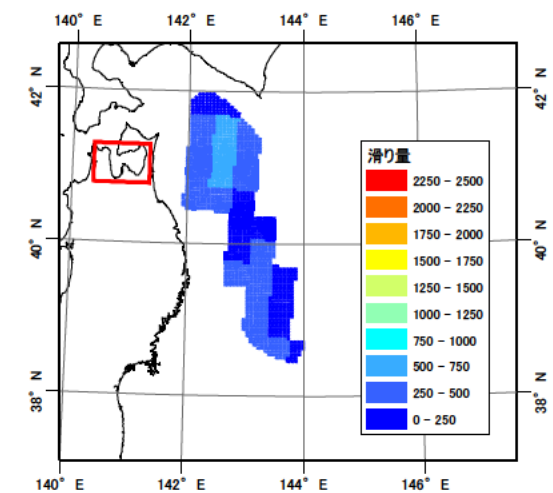 140° E 142° E 144° E 146° E
42° N
42° N
滑り量
2250 - 2500
2000 - 2250
1750 - 2000
1500 - 1750
1250 - 1500
1000 - 1250
750 - 1000
500 - 750
250 - 500
0 - 250
40° N
40° N
38° N
38° N
140° E 142° E 144° E 146° E